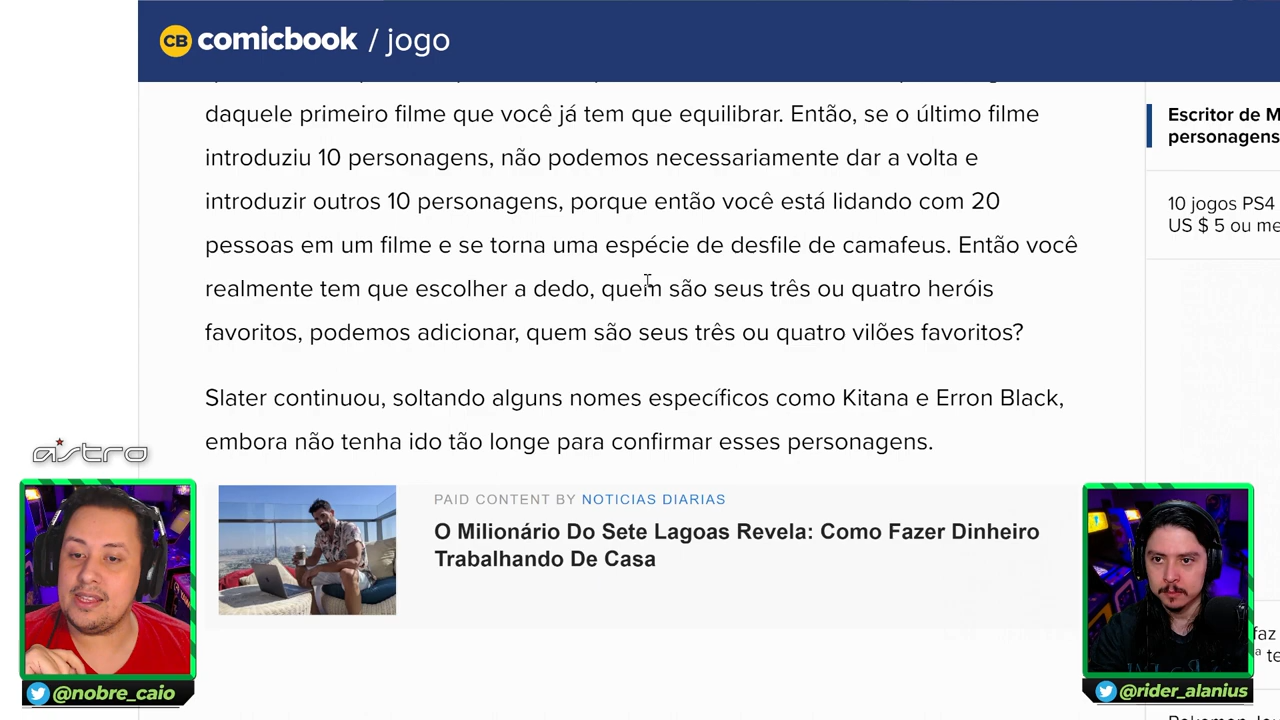 CB comicbook / jogo
daquele primeiro filme que você já tem que equilibrar. Então, se o último filme
introduziu 10 personagens, não podemos necessariamente dar a volta e
introduzir outros 10 personagens, porque então você está lidando com 20
pessoas em um filme e se torna uma espécie de desfile de camafeus. Então você
realmente tem que escolher a dedo, quem são seus três ou quatro heróis
favoritos, podemos adicionar, quem são seus três ou quatro vilões favoritos?
Slater continuou, soltando alguns nomes específicos como Kitana e Erron Black,
embora não tenha ido tão longe para confirmar esses personagens.
PAID CONTENT BY NOTICIAS DIARIAS
O Milionário Do Sete Lagoas Revela: Como Fazer Dinheiro
Trabalhando De Casa
Escritor de M
personagens
10 jogos PS4
US $ 5 ou me
faz
ª te
astro
@nobre_caio
@rider_alanius